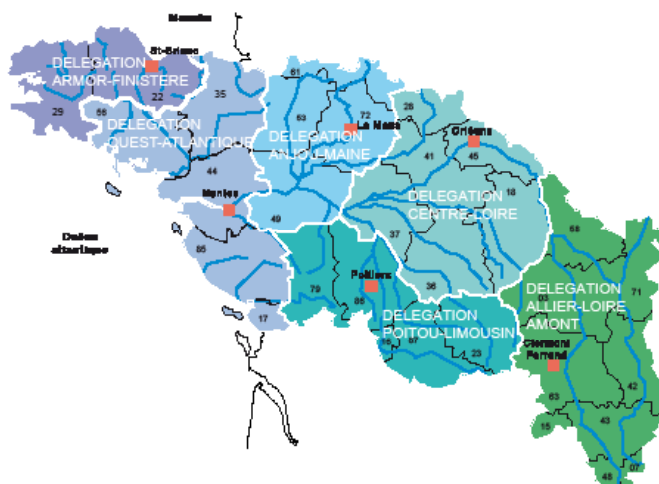 Manche
St-Brieuc
DELEGATION
ARMOR-FINISTERE
29
22
35
56
DELEGATION
OUEST-ATLANTIQUE
44
Nantes
85
17
61
53
72
Le Mans
DELEGATION
ANJOU-MAINE
49
28
Orléans
41
45
18
DELEGATION
CENTRE-LOIRE
37
36
Océan
atlantique
79
Poitiers
86
DELEGATION
POITOU-LIMOUSIN
16
87
23
58
71
03
DELEGATION
ALLIER-LOIRE
AMONT
Clermont
Ferrand
63
42
15
43
48
07